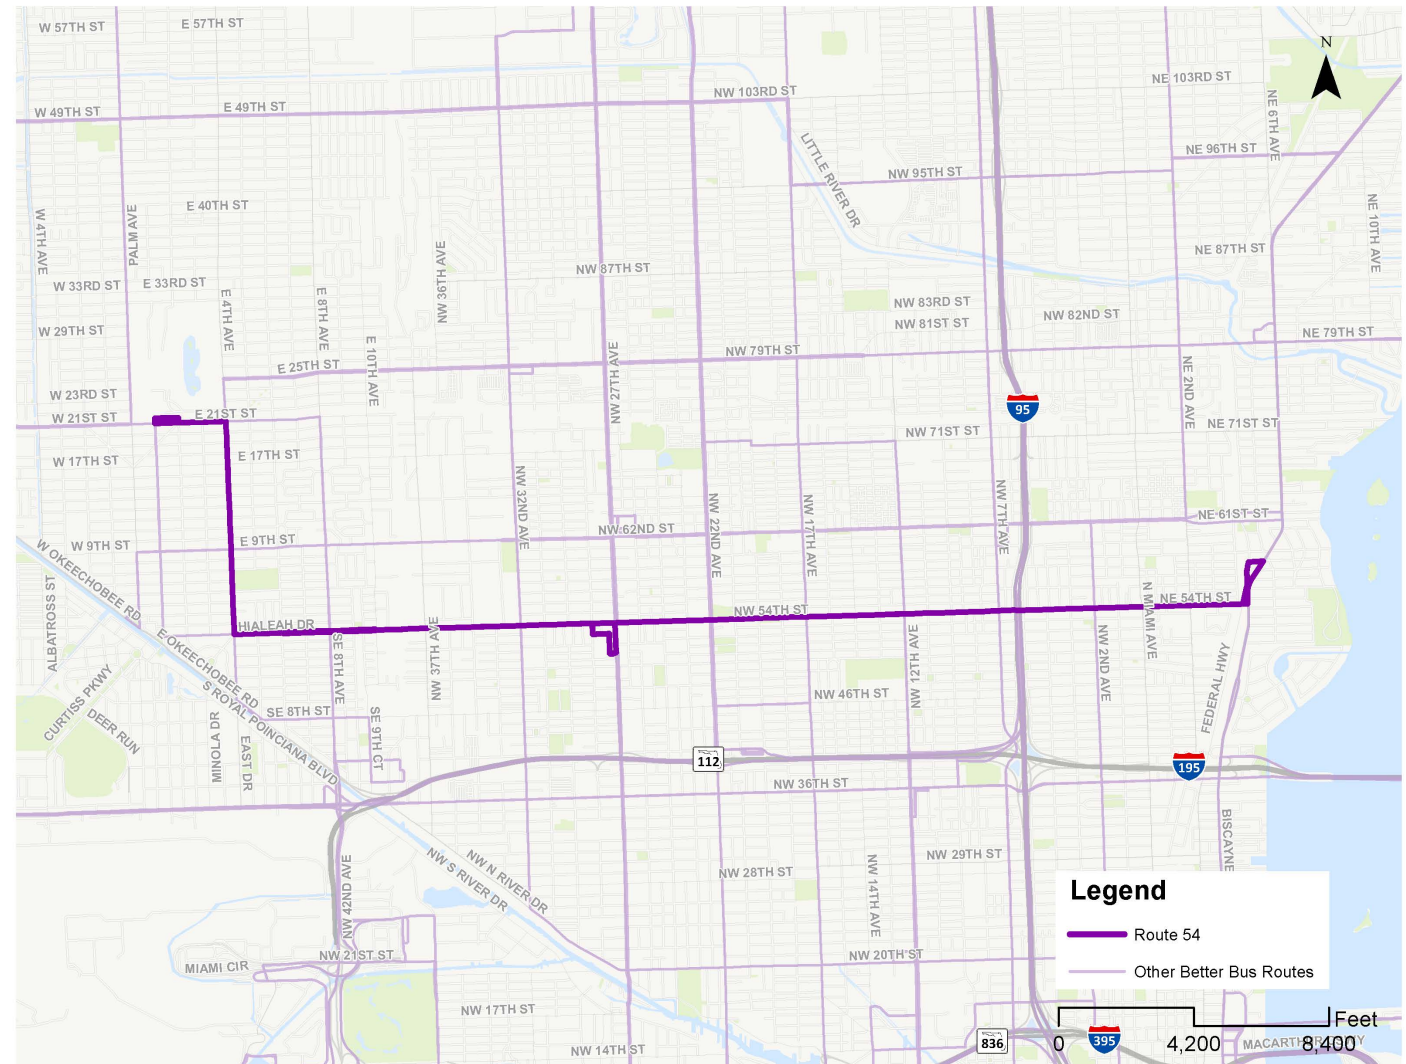 W 57TH ST
E 57TH ST
N
NE 103RD ST
NW 103RD ST
W 49TH ST
E 49TH ST
NE 6TH AVE
LITTLE RIVER DR
NE 96TH ST
NW 95TH ST
E 40TH ST
W 4TH AVE
PALM AVE
NW 36TH AVE
NE 10TH AVE
NE 87TH ST
NW 87TH ST
W 33RD ST
E 33RD ST
E 4TH AVE
E 8TH AVE
NW 83RD ST
NW 82ND ST
NW 81ST ST
W 29TH ST
NE 79TH ST
E 10TH AVE
NW 27TH AVE
NW 79TH ST
E 25TH ST
NE 2ND AVE
W 23RD ST
95
W 21ST ST
E 21ST ST
NE 71ST ST
NW 71ST ST
E 17TH ST
W 17TH ST
NW 32ND AVE
NW 22ND AVE
NW 17TH AVE
NW 7TH AVE
NE 61ST ST
NW 62ND ST
W 9TH ST
E 9TH ST
W OKEECHOBEE RD
ALBATROSS ST
N MIAMI AVE
NE 54TH ST
NW 54TH ST
HIALEAH DR
E OKEECHOBEE RD
SE 8TH AVE
NW 37TH AVE
NW 12TH AVE
NW 2ND AVE
FEDERAL HWY
CURTISS PKWY
DEER RUN
S ROYAL POINCIANA BLVD
NW 46TH ST
SE 8TH ST
SE 9TH CT
MINOLA DR
EAST DR
112
195
NW 36TH ST
BISCAYNE
NW 42ND AVE
NW S RIVER DR
NW N RIVER DR
NW 28TH ST
NW 14TH AVE
NW 29TH ST
Legend
Route 54
Other Better Bus Routes
NW 21ST ST
NW 20TH ST
MIAMI CIR
NW 17TH ST
NW 14TH ST
836
395
Feet
0
4,200
8,400